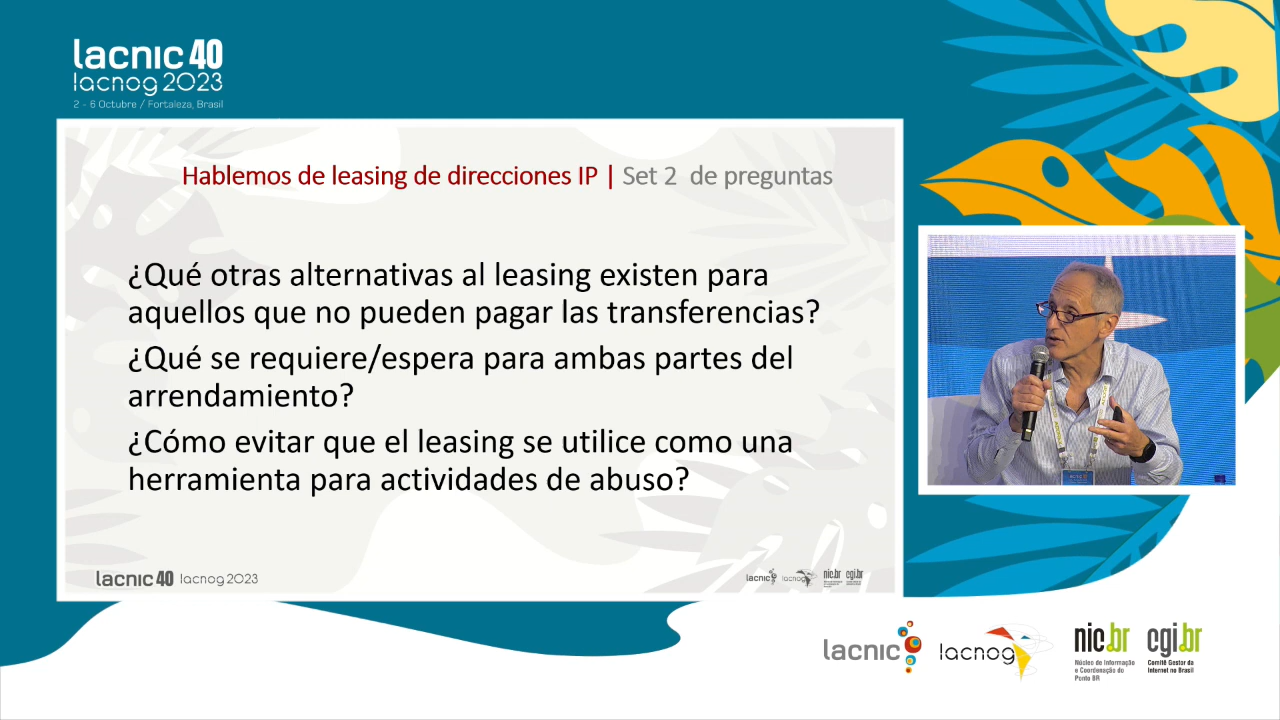 lacnic 40
lacnog 2023
2 - 6 Octubre / Fortaleza, Brasil
Hablemos de leasing de direcciones IP | Set 2 de preguntas
¿Qué otras alternativas al leasing existen para
aquellos que no pueden pagar las transferencias?
¿Qué se requiere/espera para ambas partes del
arrendamiento?
¿Cómo evitar que el leasing se utilice como una
herramienta para actividades de abuso?
lacnic 40 lacnog 2023
lacnic lacnog nic.br cgi.br
lacnic lacnog nic.br cgi.br
Núcleo de Informação
e Coordenação do
Ponto BR
Comitê Gestor da
Internet no Brasil